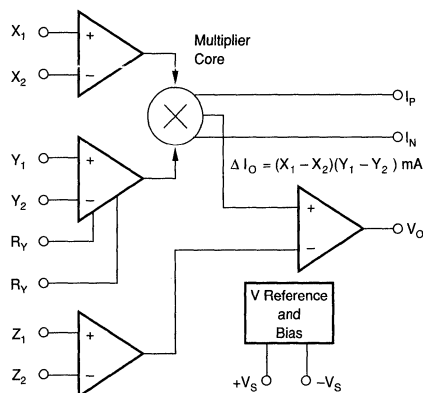 X1
+
X2
−
Multiplier
Core
IP
IN
Y1
+
Y2
−
RY
RY
Δ IO = (X1 − X2)(Y1 − Y2 ) mA
+
−
VO
V Reference
and
Bias
Z1
+
Z2
−
+VS
−VS